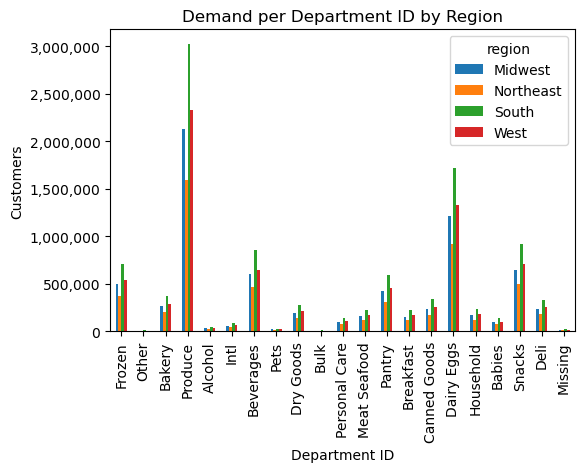 Demand per Department ID by Region
region
Midwest
Northeast
South
West
Customers
3,000,000
2,500,000
2,000,000
1,500,000
1,000,000
500,000
0
Frozen
Other
Bakery
Produce
Alcohol
Intl
Beverages
Pets
Dry Goods
Bulk
Personal Care
Meat Seafood
Pantry
Breakfast
Canned Goods
Dairy Eggs
Household
Babies
Snacks
Deli
Missing
Department ID